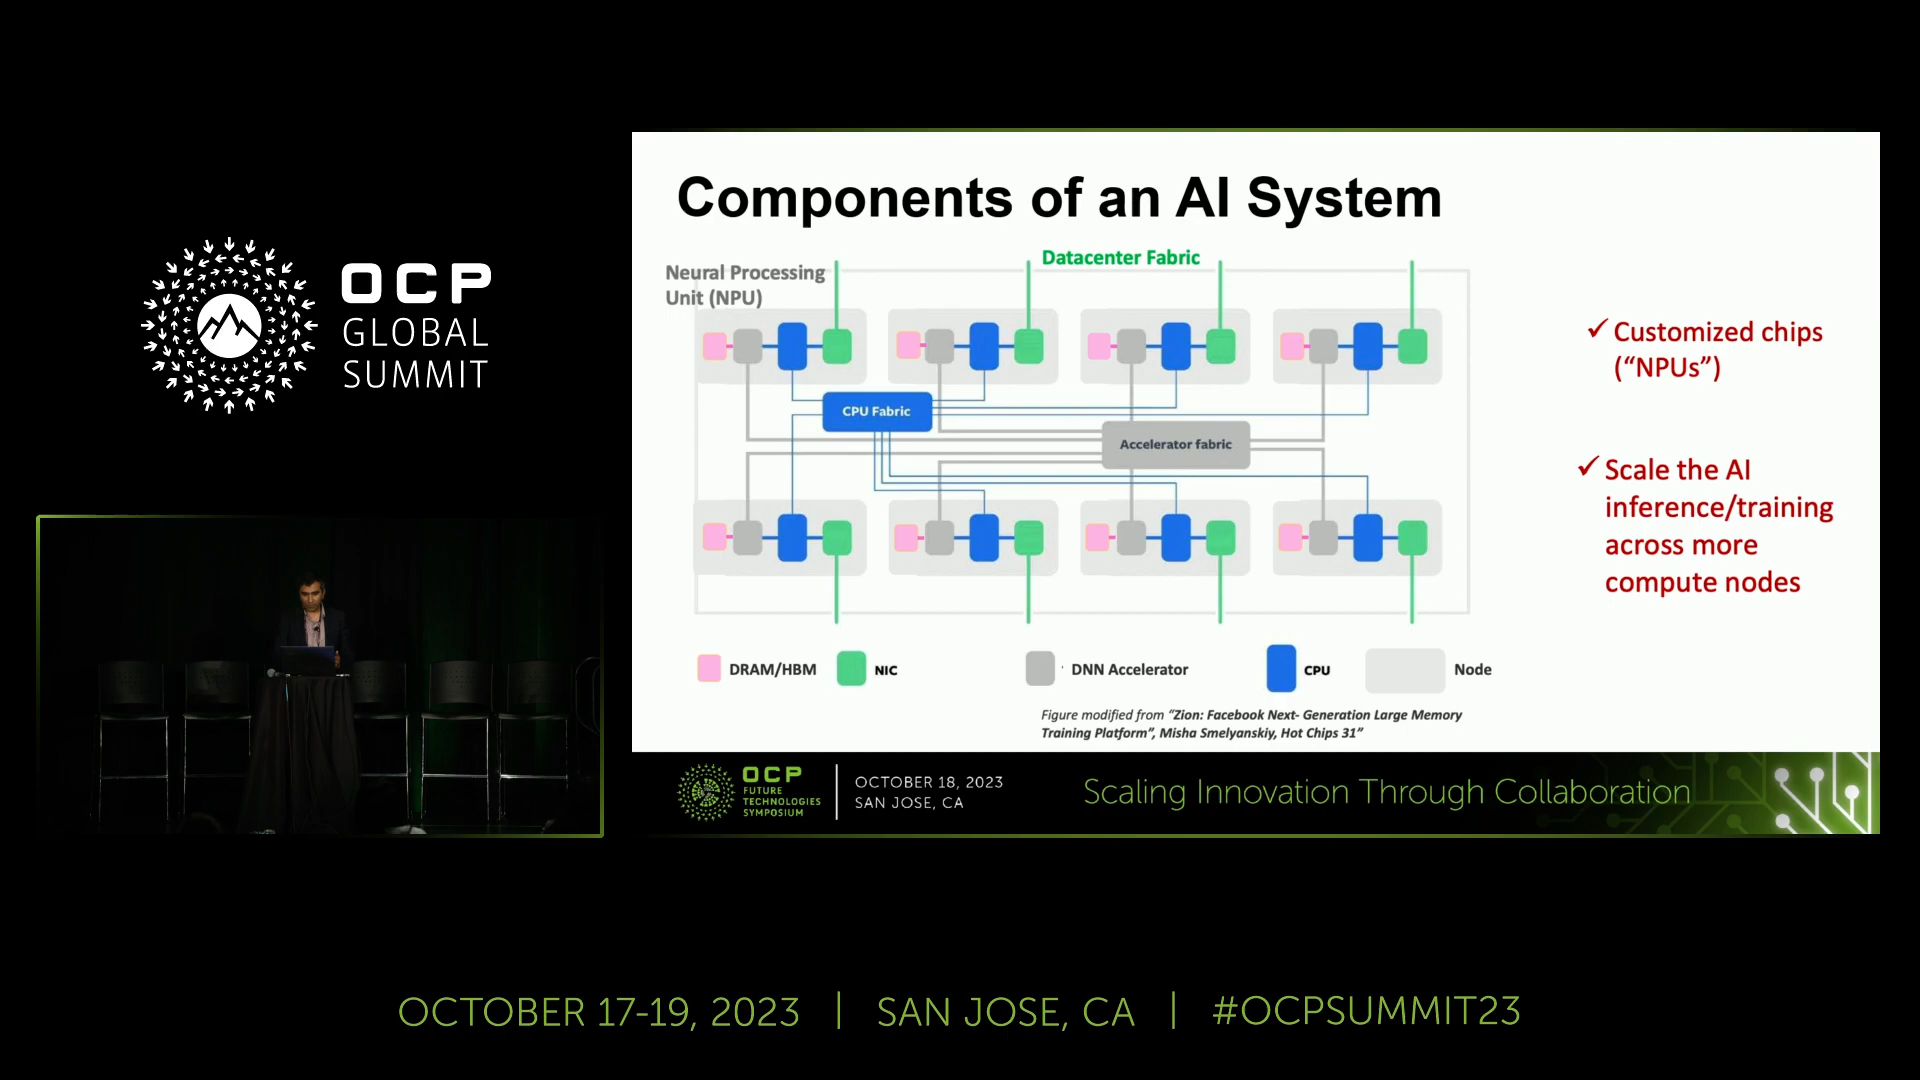 OCP
GLOBAL
SUMMIT
Components of an AI System
Neural Processing
Unit (NPU)
Datacenter Fabric
CPU Fabric
Accelerator fabric
✓ Customized chips
(“NPUs”)
✓ Scale the AI
inference/training
across more
compute nodes
DRAM/HBM
NIC
DNN Accelerator
CPU
Node
Figure modified from “Zion: Facebook Next- Generation Large Memory
Training Platform”, Misha Smelyanskiy, Hot Chips 31”
OCP
FUTURE
TECHNOLOGIES
SYMPOSIUM
OCTOBER 18, 2023
SAN JOSE, CA
Scaling Innovation Through Collaboration
OCTOBER 17-19, 2023 | SAN JOSE, CA | #OCPSUMMIT23